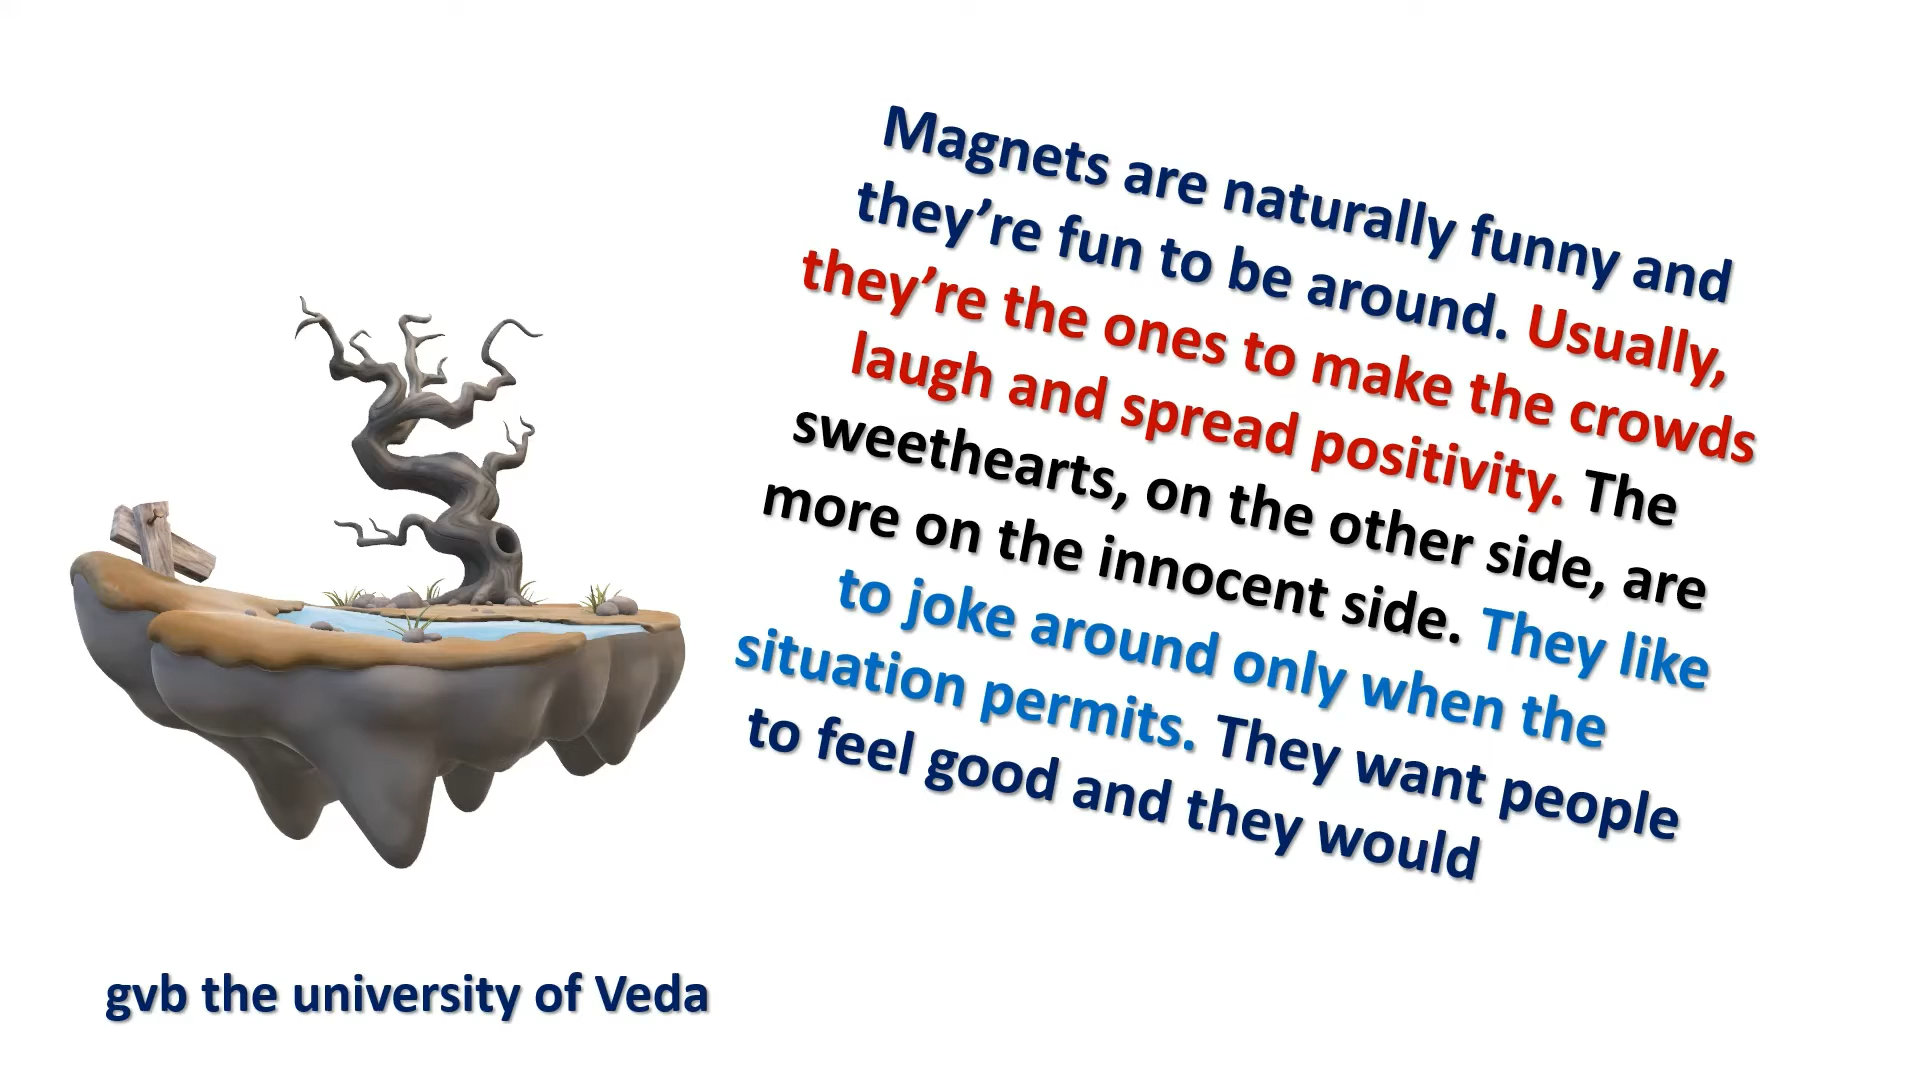 Magnets are naturally funny and
they’re fun to be around. Usually,
they’re the ones to make the crowds
laugh and spread positivity. The
sweethearts, on the other side, are
more on the innocent side. They like
to joke around only when the
situation permits. They want people
to feel good and they would
gvb the university of Veda